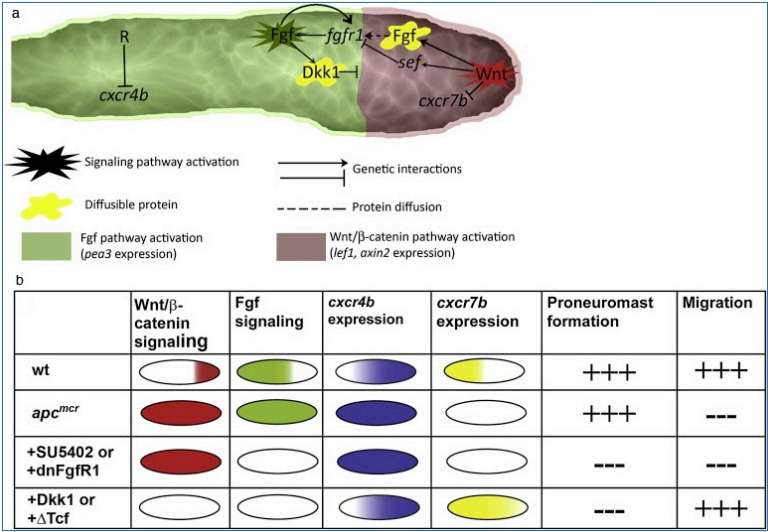 a
R
cxcr4b
Fgf
fgfr1
Fgf
Dkk1
sef
Wnt
cxcr7b
Signaling pathway activation
Genetic interactions
Diffusible protein
Protein diffusion
Fgf pathway activation
(pea3 expression)
Wnt/β-catenin pathway activation
(lef1, axin2 expression)
b
Wnt/β-
catenin
signaling
Fgf
signaling
cxcr4b
expression
cxcr7b
expression
Proneuromast
formation
Migration
wt
+++
+++
apcmcr
+++
---
+SU5402 or
+dnFgfR1
---
---
+Dkk1 or
+ΔTcf
---
+++